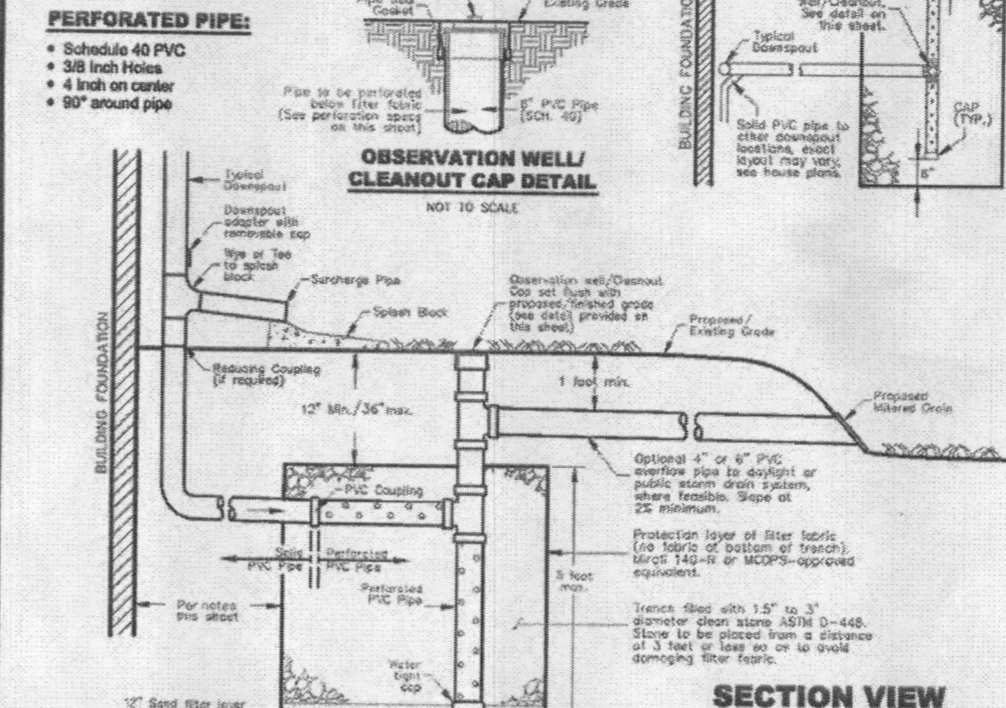 PERFORATED PIPE:
• Schedule 40 PVC
• 3/8 Inch Holes
• 4 Inch on center
• 90° around pipe
Gasket
Existing Grade
Pipe to be perforated
below filter fabric
(See perforation specs
on this sheet)
6" PVC Pipe
(SCH. 40)
OBSERVATION WELL/
CLEANOUT CAP DETAIL
NOT TO SCALE
BUILDING FOUNDATION
Well/Cleanout.
See detail on
this sheet.
Typical
Downspout
Solid PVC pipe to
other downspout
locations, exact
layout may vary,
see house plans.
CAP
(TYP.)
6"
BUILDING FOUNDATION
Typical
Downspout
Downspout
adapter with
removable cap
Wye or Tee
to splash
block
Surcharge Pipe
Splash Block
Observation well/Cleanout
Cap set flush with
proposed/finished grade
(see detail provided on
this sheet)
Proposed/
Existing Grade
Reducing Coupling
(if required)
12" Min./36" max.
1 foot min.
Proposed
Mitered Drain
Optional 4" or 6" PVC
overflow pipe to daylight or
public storm drain system,
where feasible. Slope at
2% minimum.
PVC Coupling
Solid
PVC Pipe
Perforated
PVC Pipe
Protection layer of filter fabric
(no fabric at bottom of trench).
Mirafi 140-N or MCDPS-approved
equivalent.
5 foot
max.
Per notes
this sheet
Perforated
PVC Pipe
Trench filled with 1.5" to 3"
diameter clean stone ASTM D-448.
Stone to be placed from a distance
of 3 feet or less so as to avoid
damaging filter fabric.
Water
tight
cap
12" Sand filter layer
SECTION VIEW